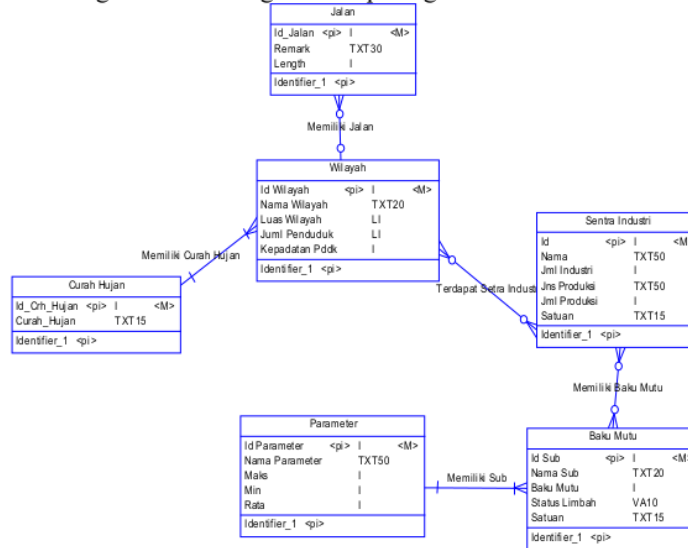 Jalan
Id_Jalan <pi> I <M>
Remark TXT30
Length I
Identifier_1 <pi>
Memiliki Jalan
Wilayah
Id Wilayah <pi> I <M>
Nama Wilayah TXT20
Luas Wilayah LI
Juml Penduduk LI
Kepadatan Pddk I
Identifier_1 <pi>
Memiliki Curah Hujan
Curah Hujan
Id_Crh_Hujan <pi> I <M>
Curah_Hujan TXT15
Identifier_1 <pi>
Terdapat Setra Indust
Sentra Industri
Id <pi> I <M
Nama TXT50
Jml Industri I
Jns Produksi TXT50
Jml Produksi I
Satuan TXT15
Identifier_1 <pi>
Memiliki Baku Mutu
Parameter
Id Parameter <pi> I <M>
Nama Parameter TXT50
Maks I
Min I
Rata I
Identifier_1 <pi>
Memiliki Sub
Baku Mutu
Id Sub <pi> I <M
Nama Sub TXT20
Baku Mutu I
Status Limbah VA10
Satuan TXT15
Identifier_1 <pi>